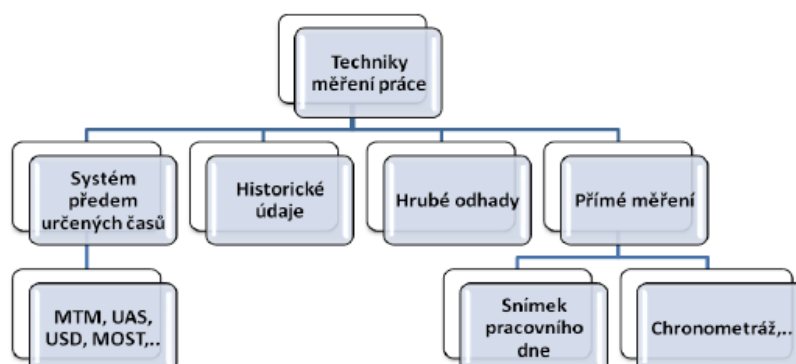 Techniky
měření práce
Systém
předem
určených časů
Historické
údaje
Hrubé odhady
Přímé měření
MTM, UAS,
USD, MOST,..
Snímek
pracovního
dne
Chronometráž,..